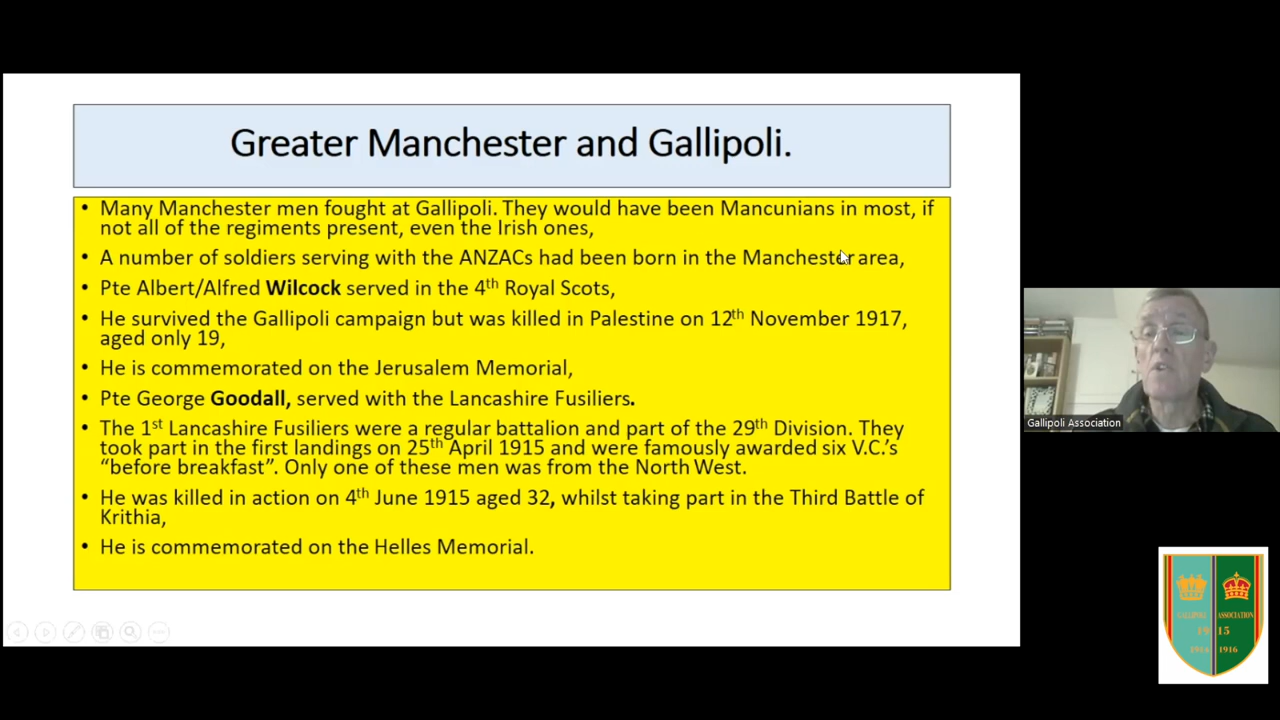 Greater Manchester and Gallipoli.
• Many Manchester men fought at Gallipoli. They would have been Mancunians in most, if
not all of the regiments present, even the Irish ones,
• A number of soldiers serving with the ANZACs had been born in the Manchester area,
• Pte Albert/Alfred Wilcock served in the 4th Royal Scots,
• He survived the Gallipoli campaign but was killed in Palestine on 12th November 1917,
aged only 19,
• He is commemorated on the Jerusalem Memorial,
• Pte George Goodall, served with the Lancashire Fusiliers.
• The 1st Lancashire Fusiliers were a regular battalion and part of the 29th Division. They
took part in the first landings on 25th April 1915 and were famously awarded six V.C.’s
“before breakfast”. Only one of these men was from the North West.
• He was killed in action on 4th June 1915 aged 32, whilst taking part in the Third Battle of
Krithia,
• He is commemorated on the Helles Memorial.
Gallipoli Association
GALLIPOLI ASSOCIATION
1915
1914 1916